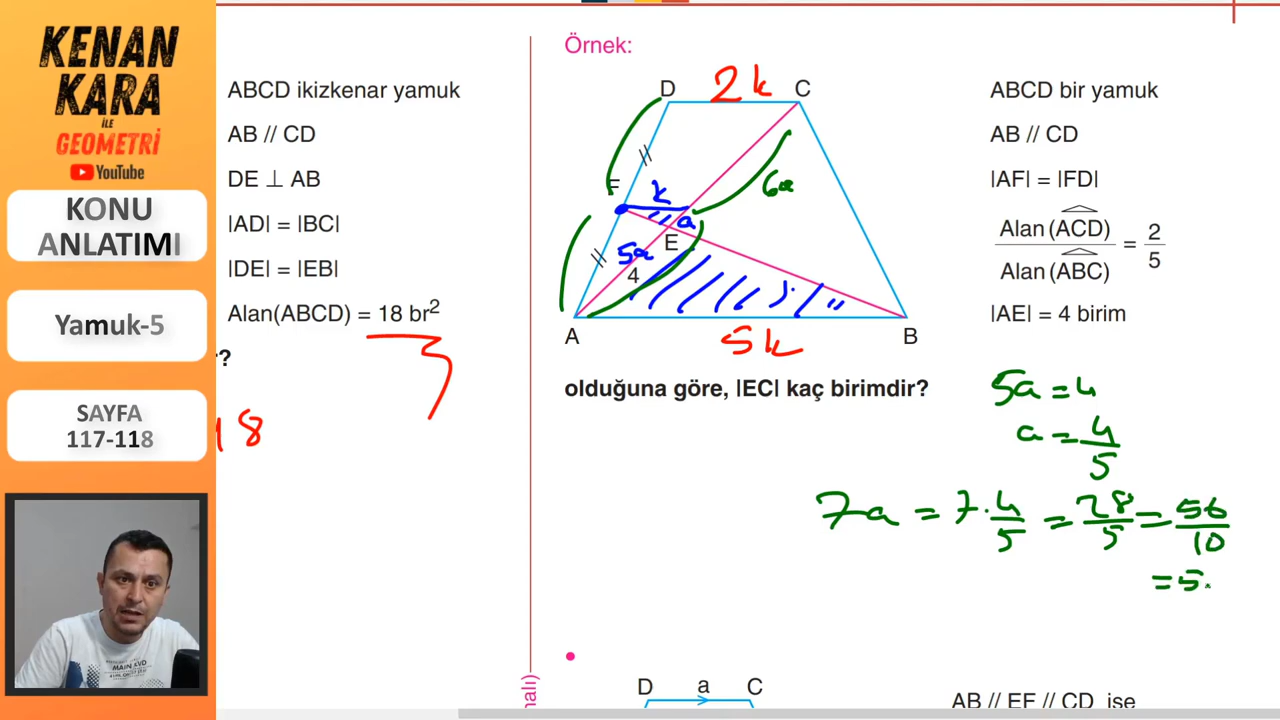 KENAN
KARA
İLE
GEOMETRİ
YouTube
KONU
ANLATIMI
Yamuk-5
SAYFA
117-118
ABCD ikizkenar yamuk
AB // CD
DE ⊥ AB
|AD| = |BC|
|DE| = |EB|
Alan(ABCD) = 18 br²
r?
18
Örnek:
D 2k C
F k
6a
a
E
5a
4
A 5k B
ABCD bir yamuk
AB // CD
|AF| = |FD|
Alan (ACD) / Alan (ABC) = 2/5
|AE| = 4 birim
olduğuna göre, |EC| kaç birimdir?
5a = 4
a = 4/5
7a = 7·4/5 = 28/5 = 56/10
= 5.
nalı)
D a C
AB // EF // CD ise
MAIN KVD